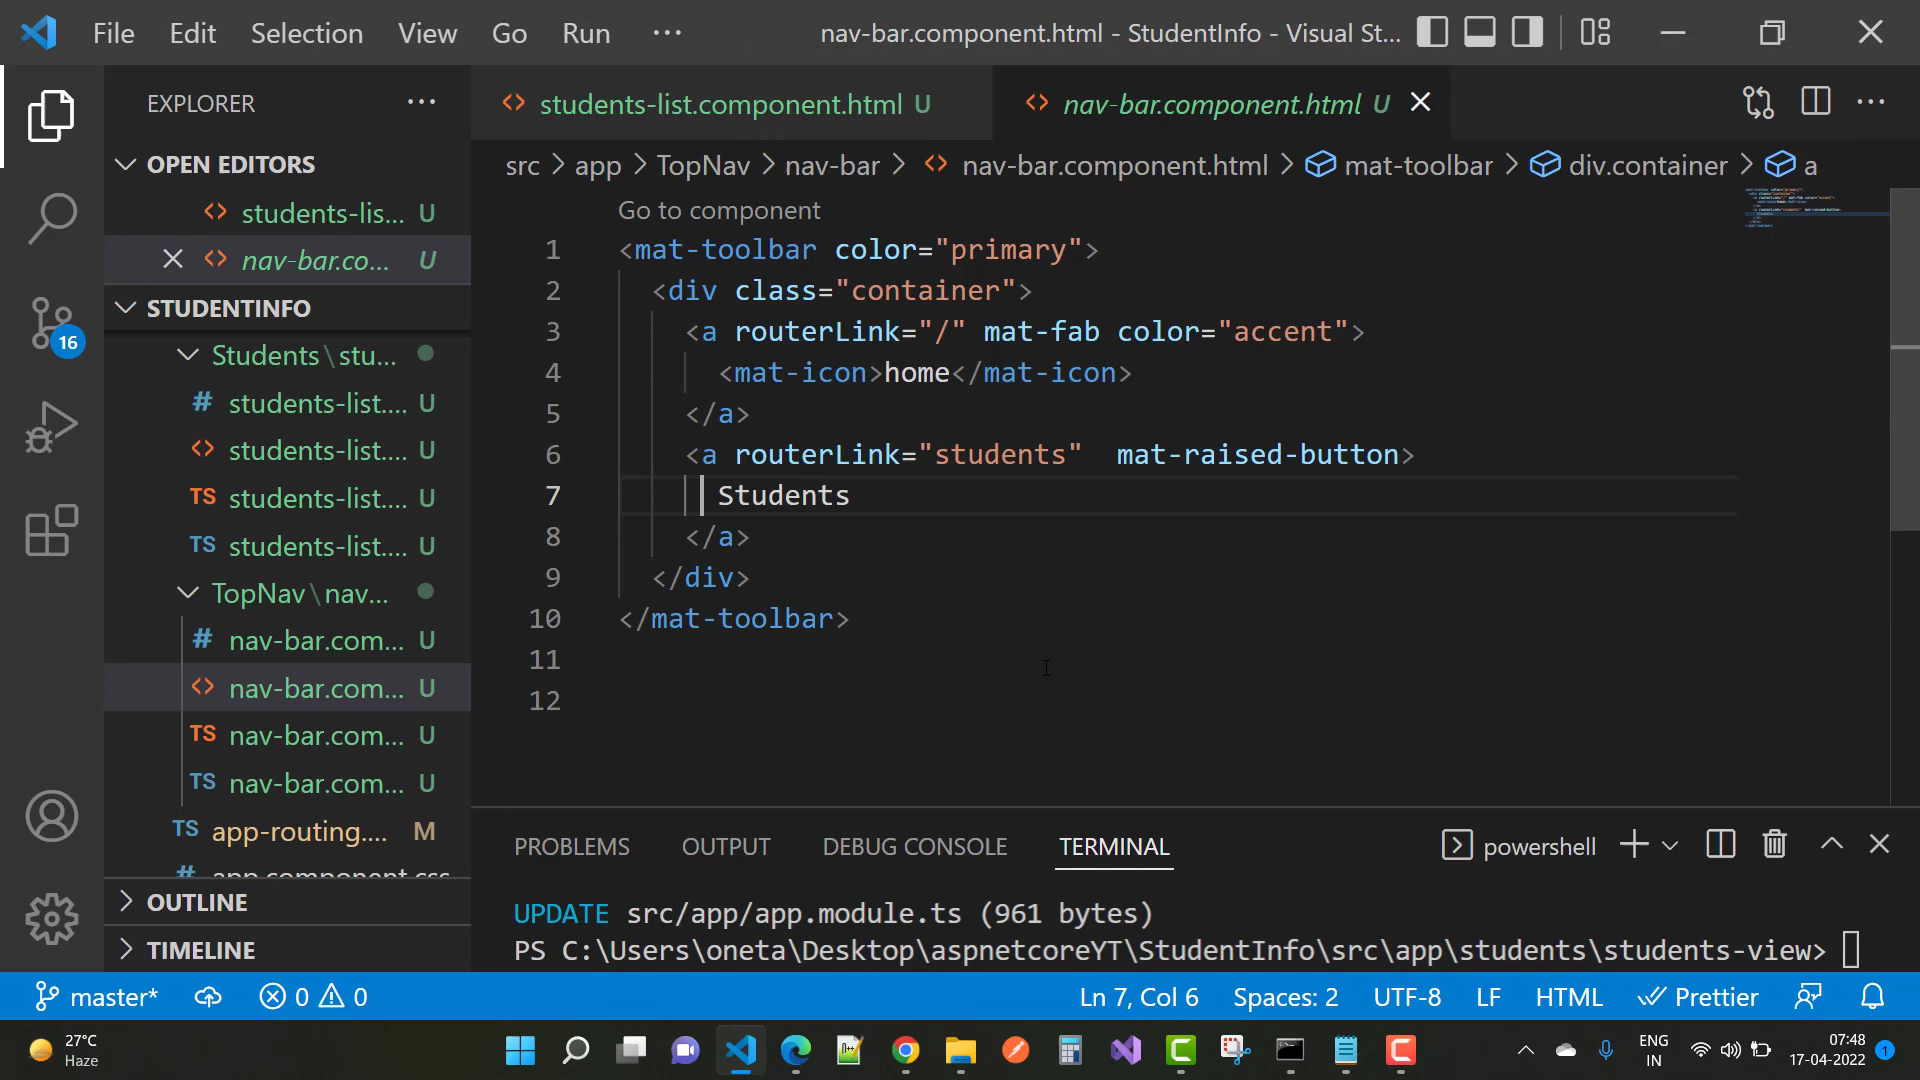 File Edit Selection View Go Run ··· nav-bar.component.html - StudentInfo - Visual St...
EXPLORER ···
students-list.component.html U
nav-bar.component.html U
OPEN EDITORS
students-lis... U
nav-bar.co... U
STUDENTINFO
Students\stu...
students-list.... U
students-list.... U
TS students-list.... U
TS students-list.... U
TopNav\nav...
nav-bar.com... U
nav-bar.com... U
TS nav-bar.com... U
TS nav-bar.com... U
TS app-routing.... M
# app.component.css
OUTLINE
TIMELINE
src > app > TopNav > nav-bar > nav-bar.component.html > mat-toolbar > div.container > a
Go to component
1 <mat-toolbar color="primary">
2 <div class="container">
3 <a routerLink="/" mat-fab color="accent">
4 <mat-icon>home</mat-icon>
5 </a>
6 <a routerLink="students"  mat-raised-button>
7 Students
8 </a>
9 </div>
10 </mat-toolbar>
11
12
PROBLEMS OUTPUT DEBUG CONSOLE TERMINAL powershell
UPDATE src/app/app.module.ts (961 bytes)
PS C:\Users\oneta\Desktop\aspnetcoreYT\StudentInfo\src\app\students\students-view>
16
master* 0 0 Ln 7, Col 6 Spaces: 2 UTF-8 LF HTML Prettier
27°C
Haze
ENG
IN
07:48
17-04-2022
1